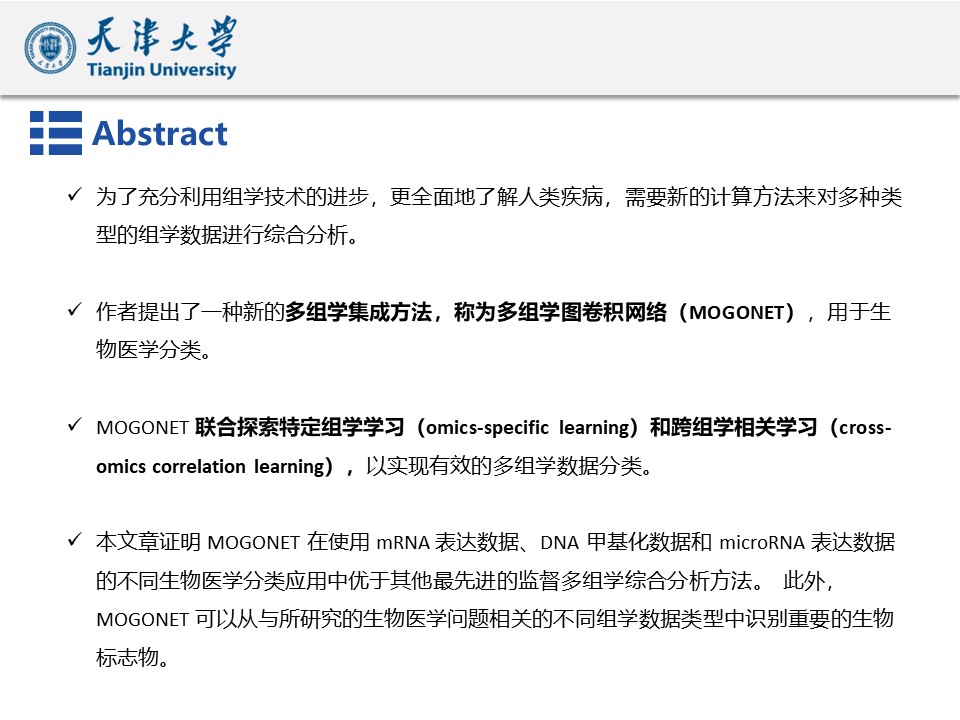 天津大学
Tianjin University
Abstract
✓ 为了充分利用组学技术的进步，更全面地了解人类疾病，需要新的计算方法来对多种类
型的组学数据进行综合分析。
✓ 作者提出了一种新的多组学集成方法，称为多组学图卷积网络（MOGONET），用于生
物医学分类。
✓ MOGONET 联合探索特定组学学习（omics-specific learning）和跨组学相关学习（cross-
omics correlation learning），以实现有效的多组学数据分类。
✓ 本文章证明 MOGONET 在使用 mRNA 表达数据、DNA 甲基化数据和 microRNA 表达数据
的不同生物医学分类应用中优于其他最先进的监督多组学综合分析方法。 此外，
MOGONET 可以从与所研究的生物医学问题相关的不同组学数据类型中识别重要的生物
标志物。